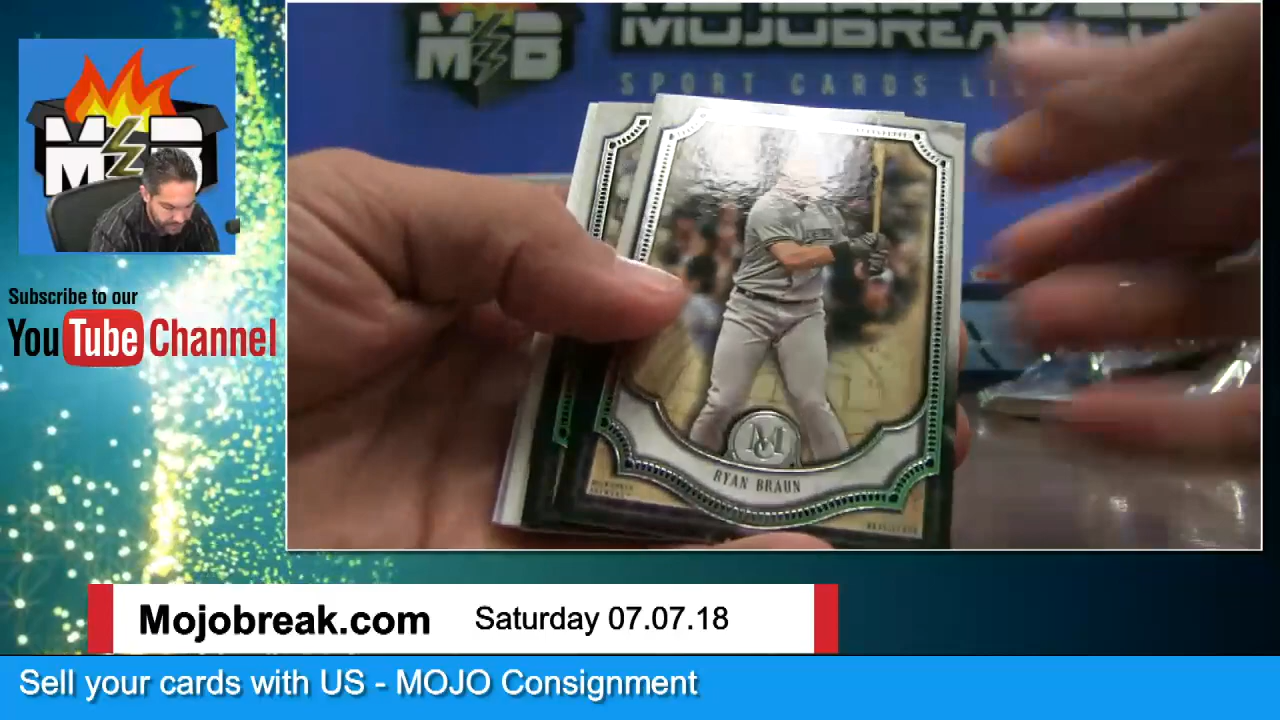 M B
MOJOBREAK
SPORT CARDS
M B
Subscribe to our
YouTube Channel
M
RYAN BRAUN
Mojobreak.com Saturday 07.07.18
Sell your cards with US - MOJO Consignment